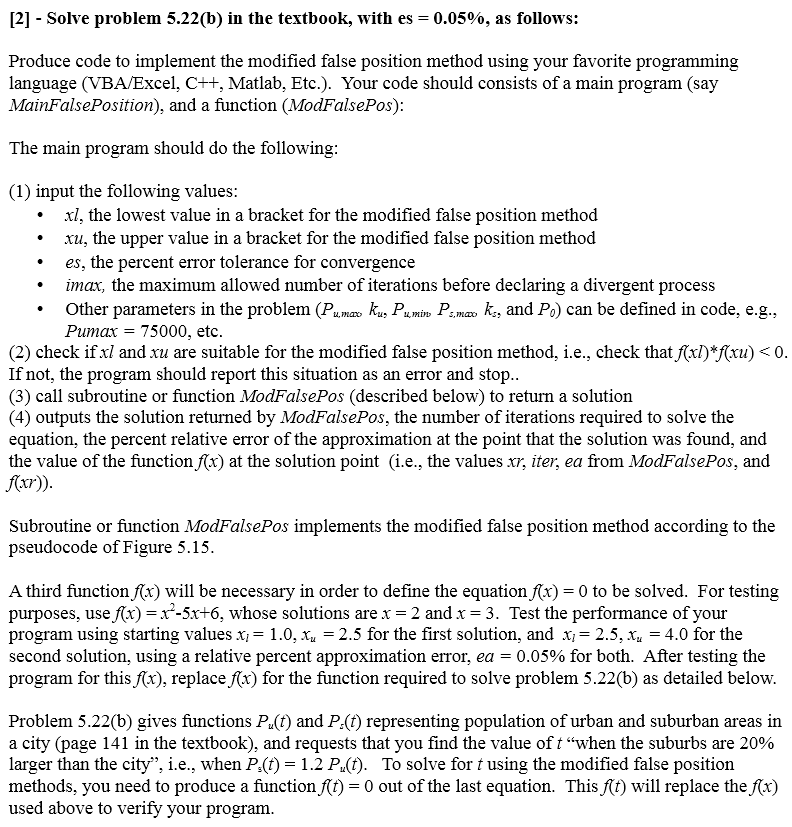 [2] - Solve problem 5.22(b) in the textbook, with es = 0.05%, as follows:
Produce code to implement the modified false position method using your favorite programming
language (VBA/Excel, C++, Matlab, Etc.). Your code should consists of a main program (say
MainFalsePosition), and a function (ModFalsePos):
The main program should do the following:
(1) input the following values:
• xl, the lowest value in a bracket for the modified false position method
• xu, the upper value in a bracket for the modified false position method
• es, the percent error tolerance for convergence
• imax, the maximum allowed number of iterations before declaring a divergent process
• Other parameters in the problem (Pu,max, ku, Pu,min, Ps,max, ks, and P0) can be defined in code, e.g.,
Pumax = 75000, etc.
(2) check if xl and xu are suitable for the modified false position method, i.e., check that f(xl)*f(xu) < 0.
If not, the program should report this situation as an error and stop..
(3) call subroutine or function ModFalsePos (described below) to return a solution
(4) outputs the solution returned by ModFalsePos, the number of iterations required to solve the
equation, the percent relative error of the approximation at the point that the solution was found, and
the value of the function f(x) at the solution point (i.e., the values xr, iter, ea from ModFalsePos, and
f(xr)).
Subroutine or function ModFalsePos implements the modified false position method according to the
pseudocode of Figure 5.15.
A third function f(x) will be necessary in order to define the equation f(x) = 0 to be solved. For testing
purposes, use f(x) = x²-5x+6, whose solutions are x = 2 and x = 3. Test the performance of your
program using starting values xl = 1.0, xu = 2.5 for the first solution, and xl = 2.5, xu = 4.0 for the
second solution, using a relative percent approximation error, ea = 0.05% for both. After testing the
program for this f(x), replace f(x) for the function required to solve problem 5.22(b) as detailed below.
Problem 5.22(b) gives functions Pu(t) and Ps(t) representing population of urban and suburban areas in
a city (page 141 in the textbook), and requests that you find the value of t “when the suburbs are 20%
larger than the city”, i.e., when Ps(t) = 1.2 Pu(t). To solve for t using the modified false position
methods, you need to produce a function f(t) = 0 out of the last equation. This f(t) will replace the f(x)
used above to verify your program.